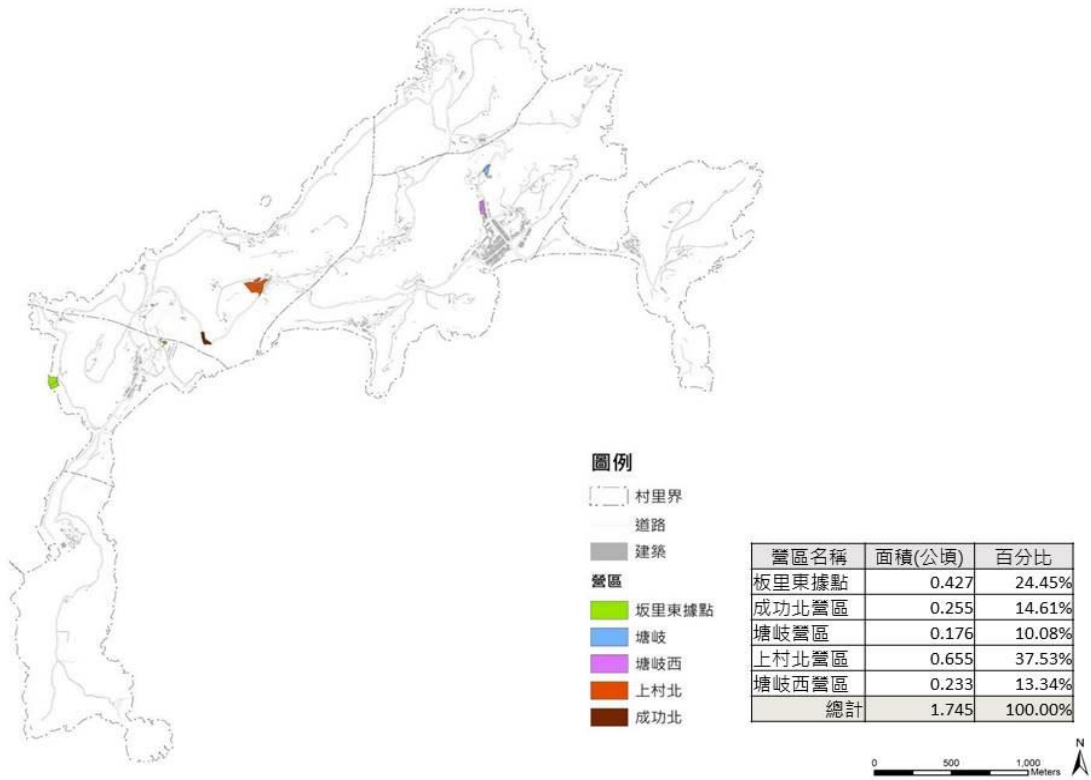 圖例
村里界
道路
建築
營區
坂里東據點
塘岐
塘岐西
上村北
成功北
營區名稱 面積(公頃) 百分比
板里東據點 0.427 24.45%
成功北營區 0.255 14.61%
塘岐營區 0.176 10.08%
上村北營區 0.655 37.53%
塘岐西營區 0.233 13.34%
總計 1.745 100.00%
N
0 500 1,000
Meters